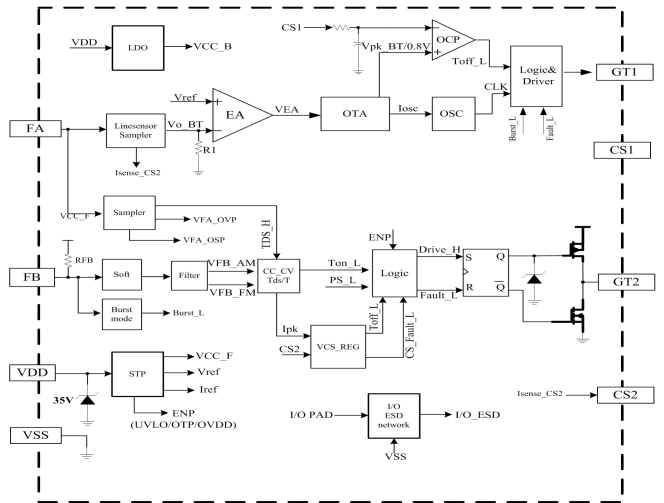 CS1
OCP
Vpk_BT/0.8V
Toff_L
VDD
LDO
VCC_B
Logic&
Driver
GT1
Vref
EA
VEA
OTA
Iosc
OSC
CLK
Burst_L
Fault_L
FA
Linesensor
Sampler
Vo_BT
R1
CS1
Isense_CS2
VCC_F
Sampler
VFA_OVP
VFA_OSP
TDS_H
ENP
RFB
FB
Soft
Filter
VFB_AM
VFB_FM
CC_CV
Tds/T
Ton_L
PS_L
Logic
Drive_H
Fault_L
S
Q
R
Q
GT2
Burst
mode
Burst_L
Ipk
CS2
VCS_REG
Toff_L
CS_Fault_L
VDD
35V
STP
VCC_F
Vref
Iref
ENP
(UVLO/OTP/OVDD)
VSS
I/O PAD
I/O
ESD
network
I/O_ESD
VSS
Isense_CS2
CS2